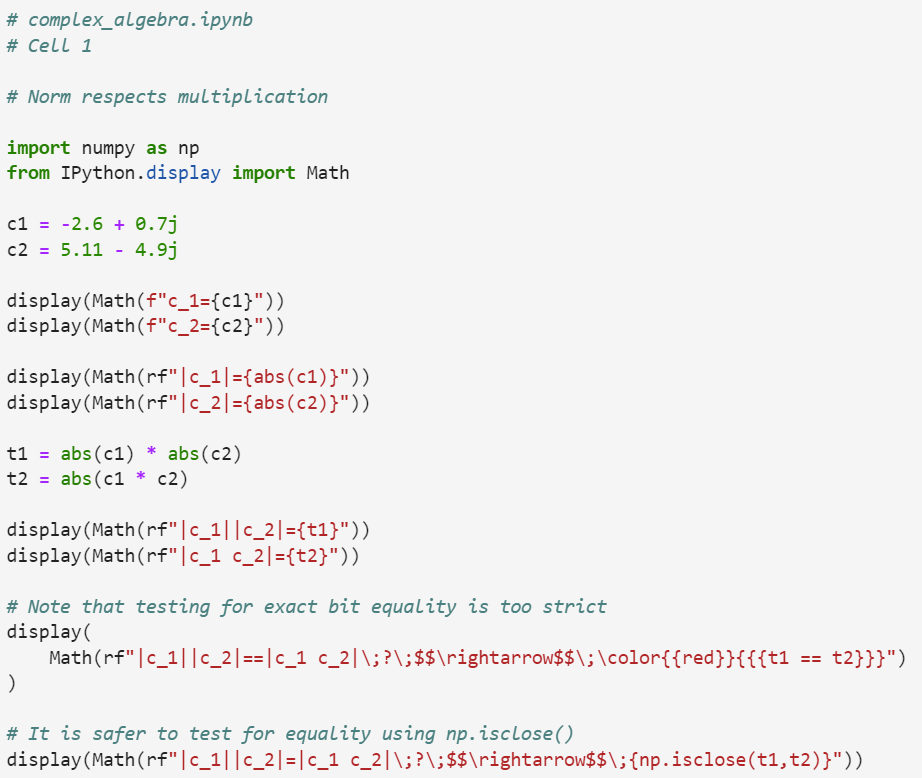 # complex_algebra.ipynb
# Cell 1
# Norm respects multiplication
import numpy as np
from IPython.display import Math
c1 = -2.6 + 0.7j
c2 = 5.11 - 4.9j
display(Math(f"c_1={c1}"))
display(Math(f"c_2={c2}"))
display(Math(rf"|c_1|={abs(c1)}"))
display(Math(rf"|c_2|={abs(c2)}"))
t1 = abs(c1) * abs(c2)
t2 = abs(c1 * c2)
display(Math(rf"|c_1||c_2|={t1}"))
display(Math(rf"|c_1 c_2|={t2}"))
# Note that testing for exact bit equality is too strict
display(
    Math(rf"|c_1||c_2|==|c_1 c_2|\;?\;$$\rightarrow$$\;\color{{red}}{{{t1 == t2}}}")
)
# It is safer to test for equality using np.isclose()
display(Math(rf"|c_1||c_2|=|c_1 c_2|\;?\;$$\rightarrow$$\;{np.isclose(t1,t2)}"))